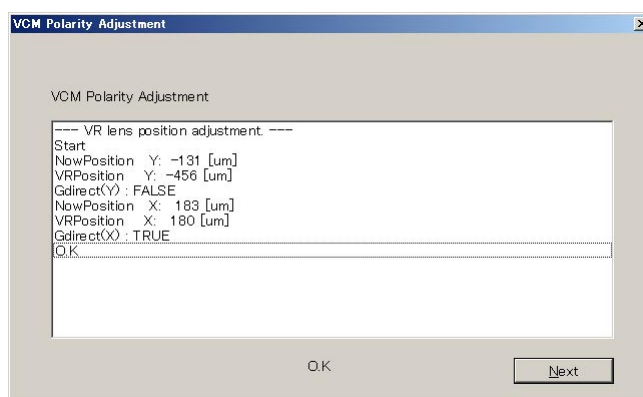 VCM Polarity Adjustment
VCM Polarity Adjustment
--- VR lens position adjustment. ---
Start
NowPosition Y: -131 [um]
VRPosition Y: -456 [um]
Gdirect(Y) : FALSE
NowPosition X: 183 [um]
VRPosition X: 180 [um]
Gdirect(X) : TRUE
O.K
O.K
Next